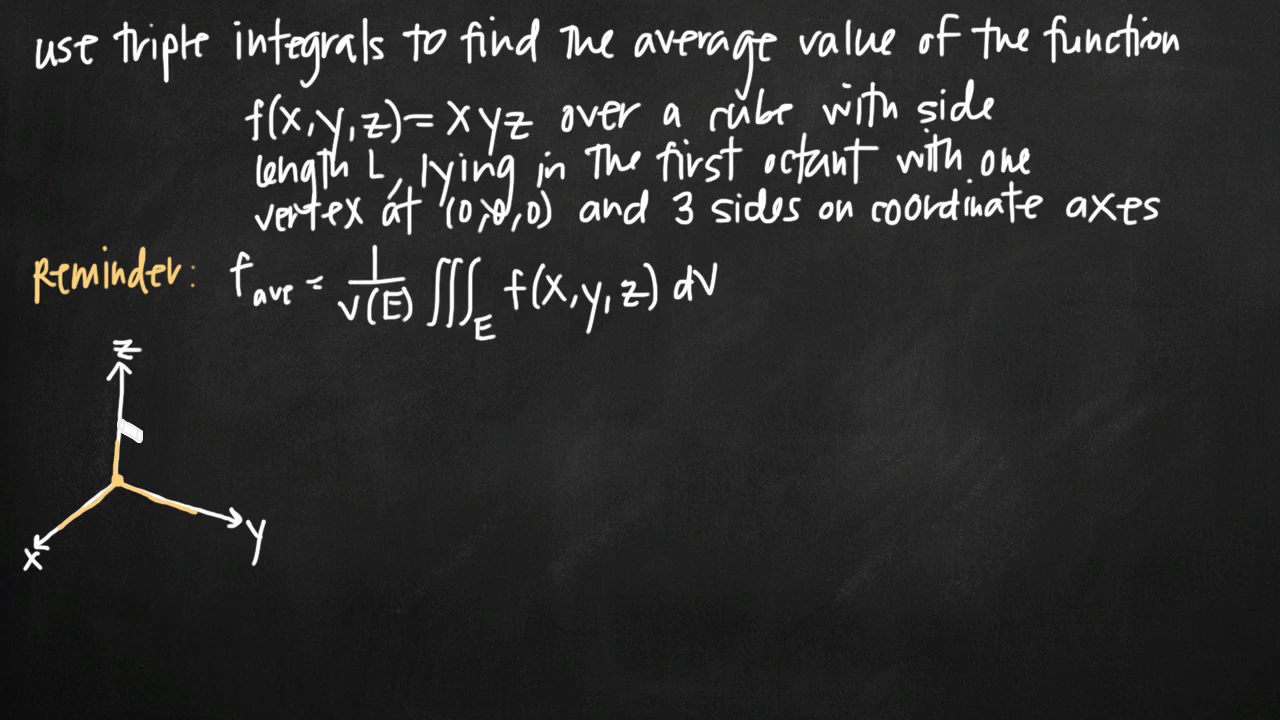 use triple integrals to find the average value of the function
f(x,y,z)=xyz over a cube with side
length L, lying in the first octant with one
vertex at (0,0,0) and 3 sides on coordinate axes
Reminder: f_ave = 1/V(E) ∭_E f(x,y,z) dV
z
x
y